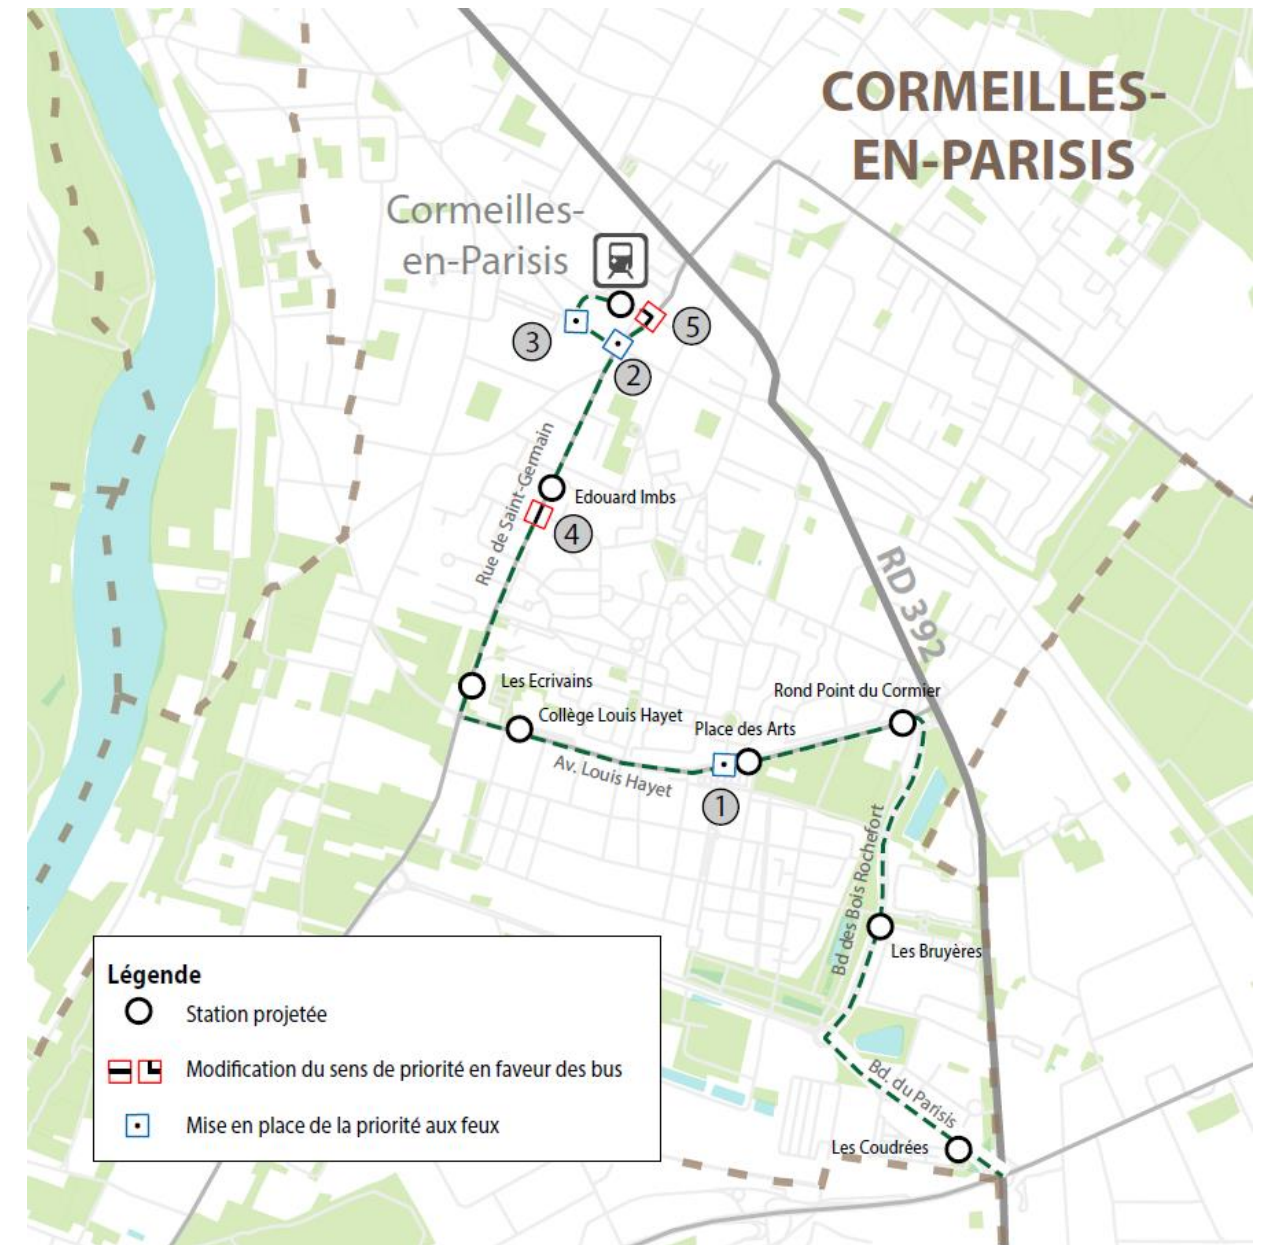 CORMEILLES-
EN-PARISIS
Cormeilles-
en-Parisis
5
3
2
Rue de Saint-Germain
Edouard Imbs
4
RD 392
Les Ecrivains
Rond Point du Cormier
Collège Louis Hayet
Place des Arts
Av. Louis Hayet
1
Bd des Bois Rochefort
Les Bruyères
Bd. du Parisis
Les Coudrées
Légende
Station projetée
Modification du sens de priorité en faveur des bus
Mise en place de la priorité aux feux